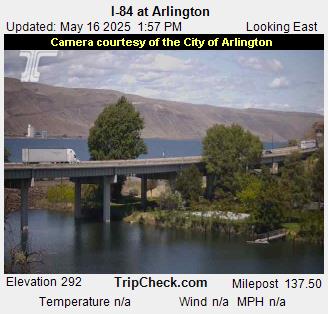 I-84 at Arlington
Updated: May 16 2025 1:57 PM Looking East
Camera courtesy of the City of Arlington
Elevation 292 TripCheck.com Milepost 137.50
Temperature n/a Wind n/a MPH n/a